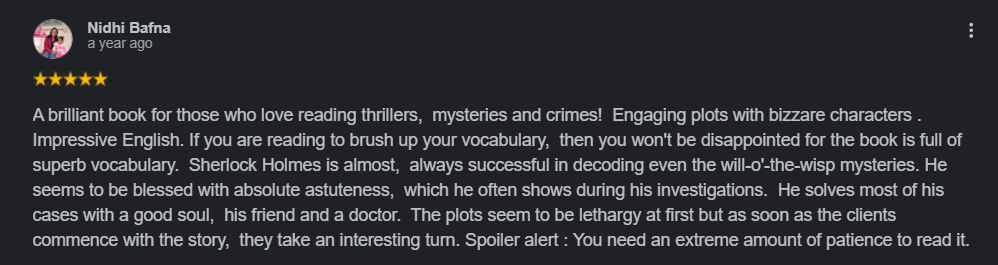 Nidhi Bafna
a year ago
A brilliant book for those who love reading thrillers,  mysteries and crimes!  Engaging plots with bizzare characters .
Impressive English. If you are reading to brush up your vocabulary,  then you won't be disappointed for the book is full of
superb vocabulary.  Sherlock Holmes is almost,  always successful in decoding even the will-o'-the-wisp mysteries. He
seems to be blessed with absolute astuteness,  which he often shows during his investigations.  He solves most of his
cases with a good soul,  his friend and a doctor.  The plots seem to be lethargy at first but as soon as the clients
commence with the story,  they take an interesting turn. Spoiler alert : You need an extreme amount of patience to read it.